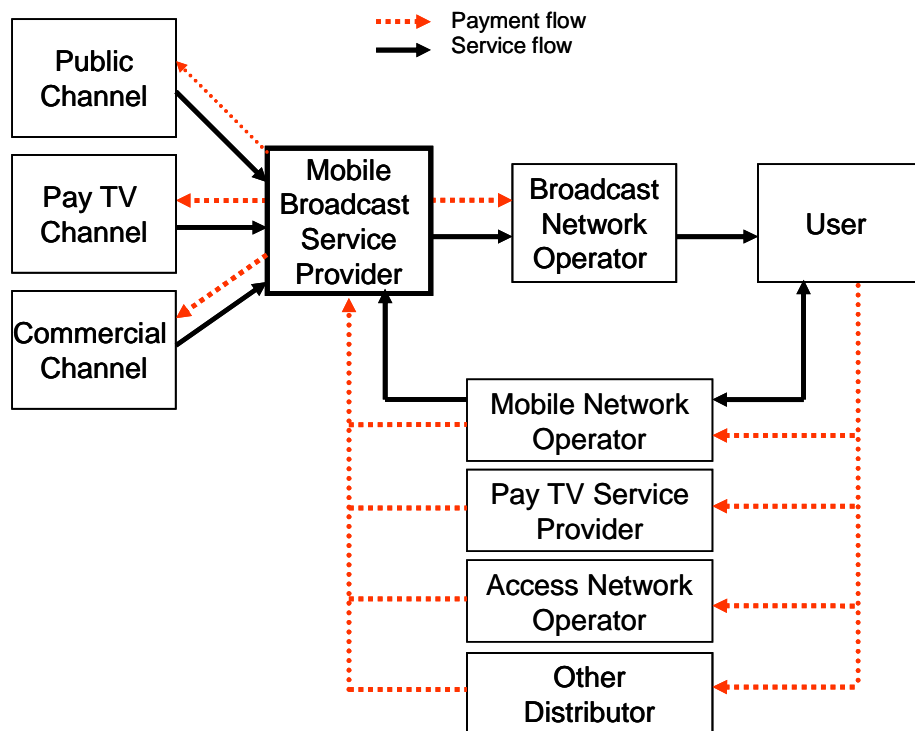 Payment flow
Service flow
Public
Channel
Pay TV
Channel
Commercial
Channel
Mobile
Broadcast
Service
Provider
Broadcast
Network
Operator
User
Mobile Network
Operator
Pay TV Service
Provider
Access Network
Operator
Other
Distributor